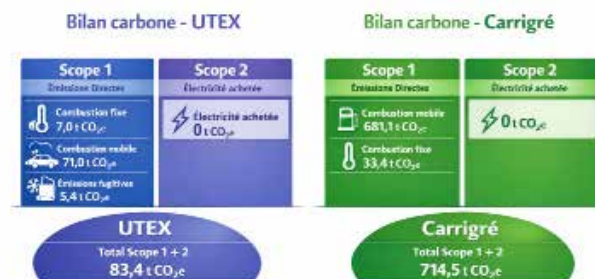 Bilan carbone - UTEX
Scope 1
Émissions Directes
Combustion fixe
7,0 t CO₂e
Combustion mobile
71,0 t CO₂e
Émissions fugitives
5,4 t CO₂e
Scope 2
Électricité achetée
Électricité achetée
0 t CO₂e
UTEX
Total Scope 1 + 2
83,4 t CO₂e
Bilan carbone - Carrigré
Scope 1
Émissions Directes
Combustion mobile
681,1 t CO₂e
Combustion fixe
33,4 t CO₂e
Scope 2
Électricité achetée
0 t CO₂e
Carrigré
Total Scope 1 + 2
714,5 t CO₂e